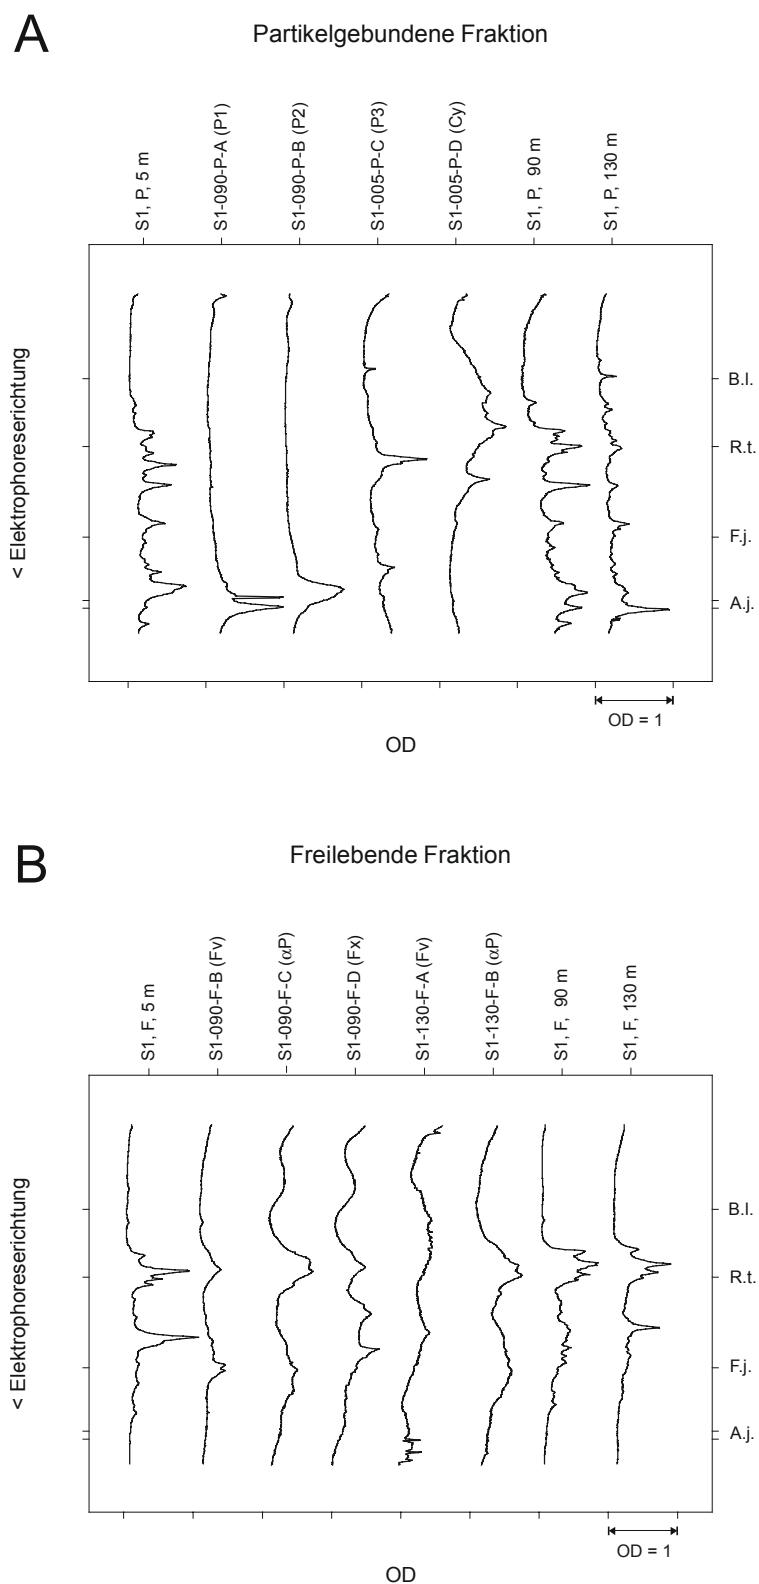 A
Partikelgebundene Fraktion
S1, P, 5 m
S1-090-P-A (P1)
S1-090-P-B (P2)
S1-005-P-C (P3)
S1-005-P-D (Cy)
S1, P, 90 m
S1, P, 130 m
< Elektrophoreserichtung
B.l.
R.t.
F.j.
A.j.
OD = 1
OD
B
Freilebende Fraktion
S1, F, 5 m
S1-090-F-B (Fv)
S1-090-F-C (αP)
S1-090-F-D (Fx)
S1-130-F-A (Fv)
S1-130-F-B (αP)
S1, F, 90 m
S1, F, 130 m
< Elektrophoreserichtung
B.l.
R.t.
F.j.
A.j.
OD = 1
OD